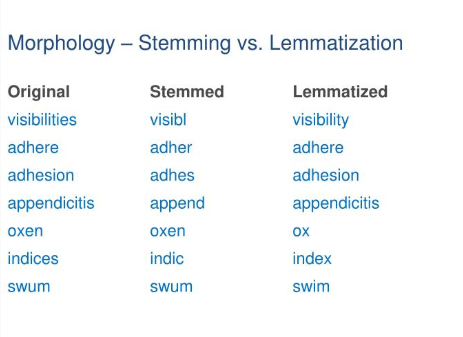 Morphology – Stemming vs. Lemmatization
Original Stemmed Lemmatized
visibilities visibl visibility
adhere adher adhere
adhesion adhes adhesion
appendicitis append appendicitis
oxen oxen ox
indices indic index
swum swum swim